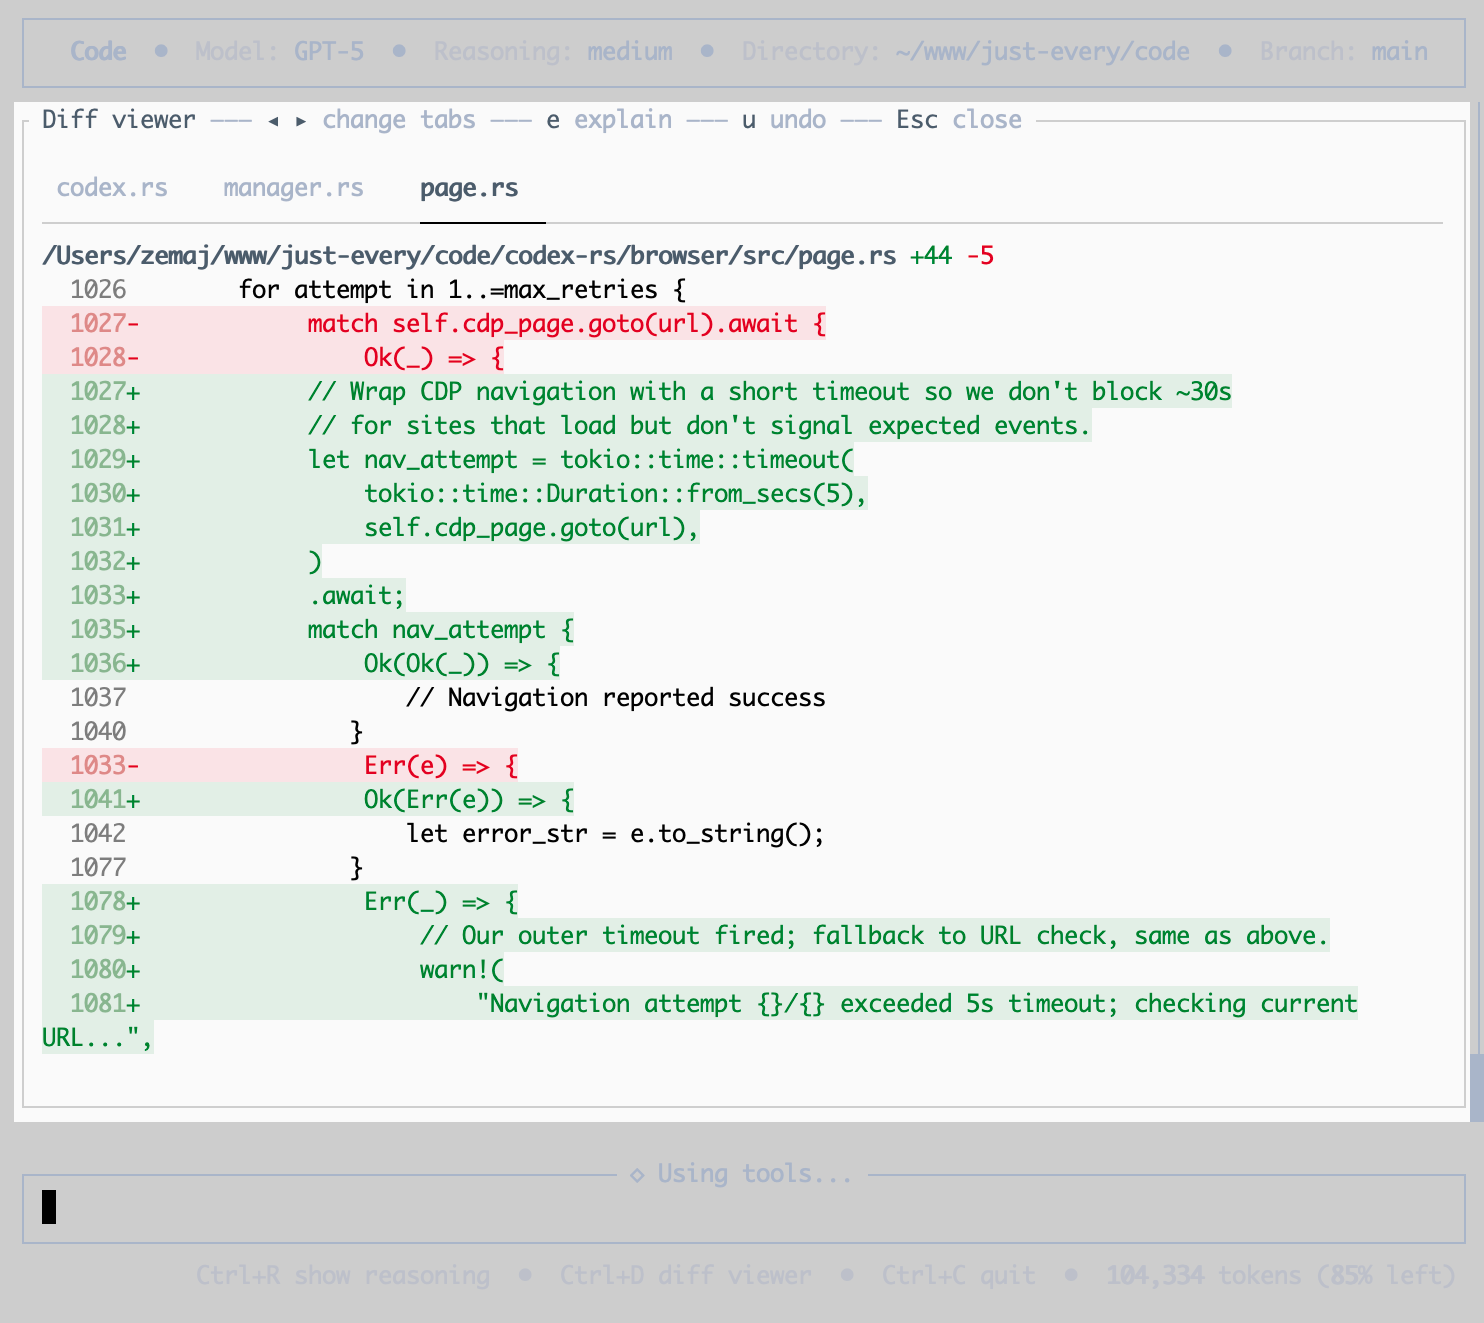 Code • Model: GPT-5 • Reasoning: medium • Directory: ~/www/just-every/code • Branch: main
Diff viewer ——— ◂ ▸ change tabs ——— e explain ——— u undo ——— Esc close
codex.rs manager.rs page.rs
/Users/zemaj/www/just-every/code/codex-rs/browser/src/page.rs +44 -5
1026        for attempt in 1..=max_retries {
1027-            match self.cdp_page.goto(url).await {
1028-                Ok(_) => {
1027+            // Wrap CDP navigation with a short timeout so we don't block ~30s
1028+            // for sites that load but don't signal expected events.
1029+            let nav_attempt = tokio::time::timeout(
1030+                tokio::time::Duration::from_secs(5),
1031+                self.cdp_page.goto(url),
1032+            )
1033+            .await;
1035+            match nav_attempt {
1036+                Ok(Ok(_)) => {
1037                    // Navigation reported success
1040                }
1033-                Err(e) => {
1041+                Ok(Err(e)) => {
1042                    let error_str = e.to_string();
1077                }
1078+                Err(_) => {
1079+                    // Our outer timeout fired; fallback to URL check, same as above.
1080+                    warn!(
1081+                        "Navigation attempt {}/{} exceeded 5s timeout; checking current
URL...",
◇ Using tools...
Ctrl+R show reasoning • Ctrl+D diff viewer • Ctrl+C quit • 104,334 tokens (85% left)